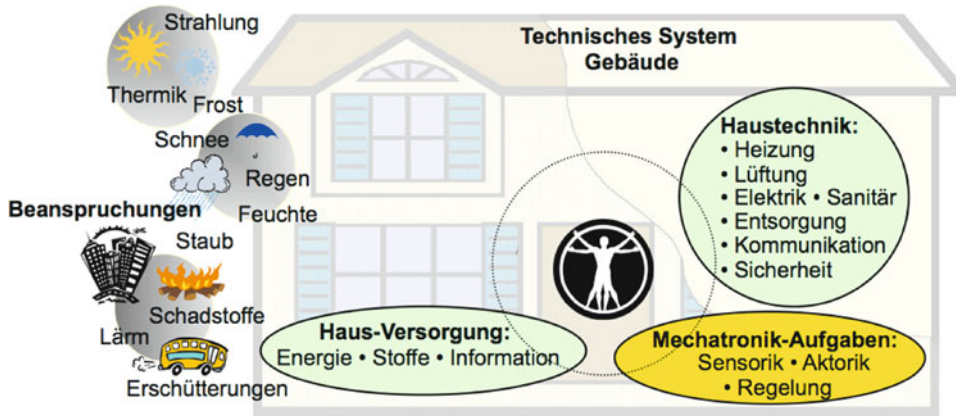 Strahlung
Thermik
Frost
Schnee
Regen
Beanspruchungen
Feuchte
Staub
Schadstoffe
Lärm
Erschütterungen
Technisches System
Gebäude
Haustechnik:
• Heizung
• Lüftung
• Elektrik • Sanitär
• Entsorgung
• Kommunikation
• Sicherheit
Haus-Versorgung:
Energie • Stoffe • Information
Mechatronik-Aufgaben:
Sensorik • Aktorik
• Regelung